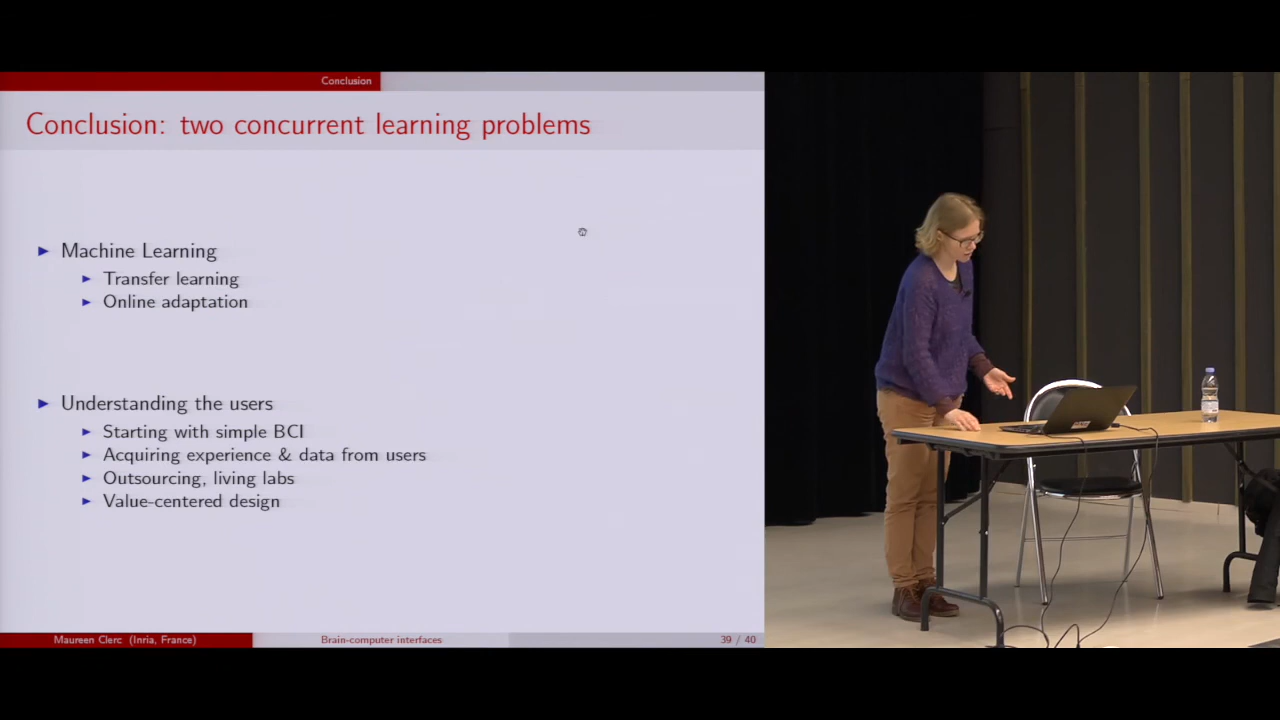 Conclusion
Conclusion: two concurrent learning problems
Machine Learning
Transfer learning
Online adaptation
Understanding the users
Starting with simple BCI
Acquiring experience & data from users
Outsourcing, living labs
Value-centered design
Maureen Clerc (Inria, France)
Brain-computer interfaces
39 / 40